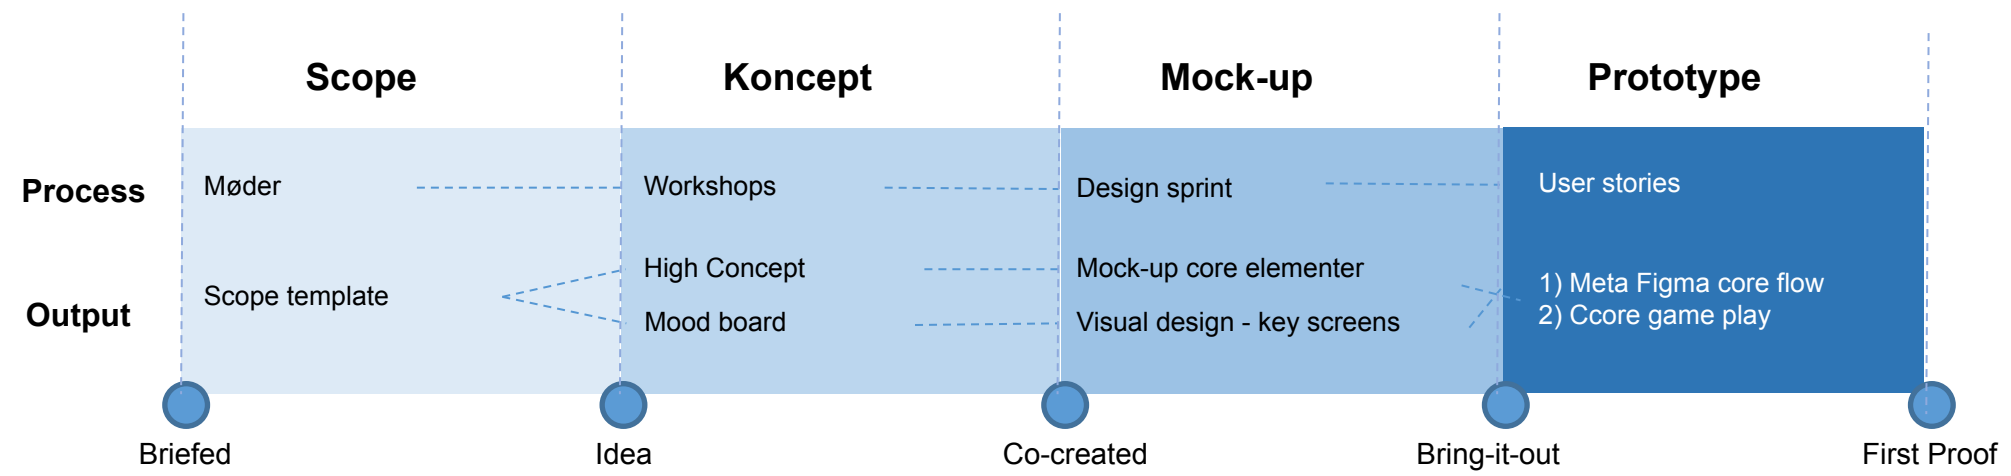 Scope
Koncept
Mock-up
Prototype
Process
Møder
Workshops
Design sprint
User stories
Output
Scope template
High Concept
Mood board
Mock-up core elementer
Visual design - key screens
1) Meta Figma core flow
2) Ccore game play
Briefed
Idea
Co-created
Bring-it-out
First Proof